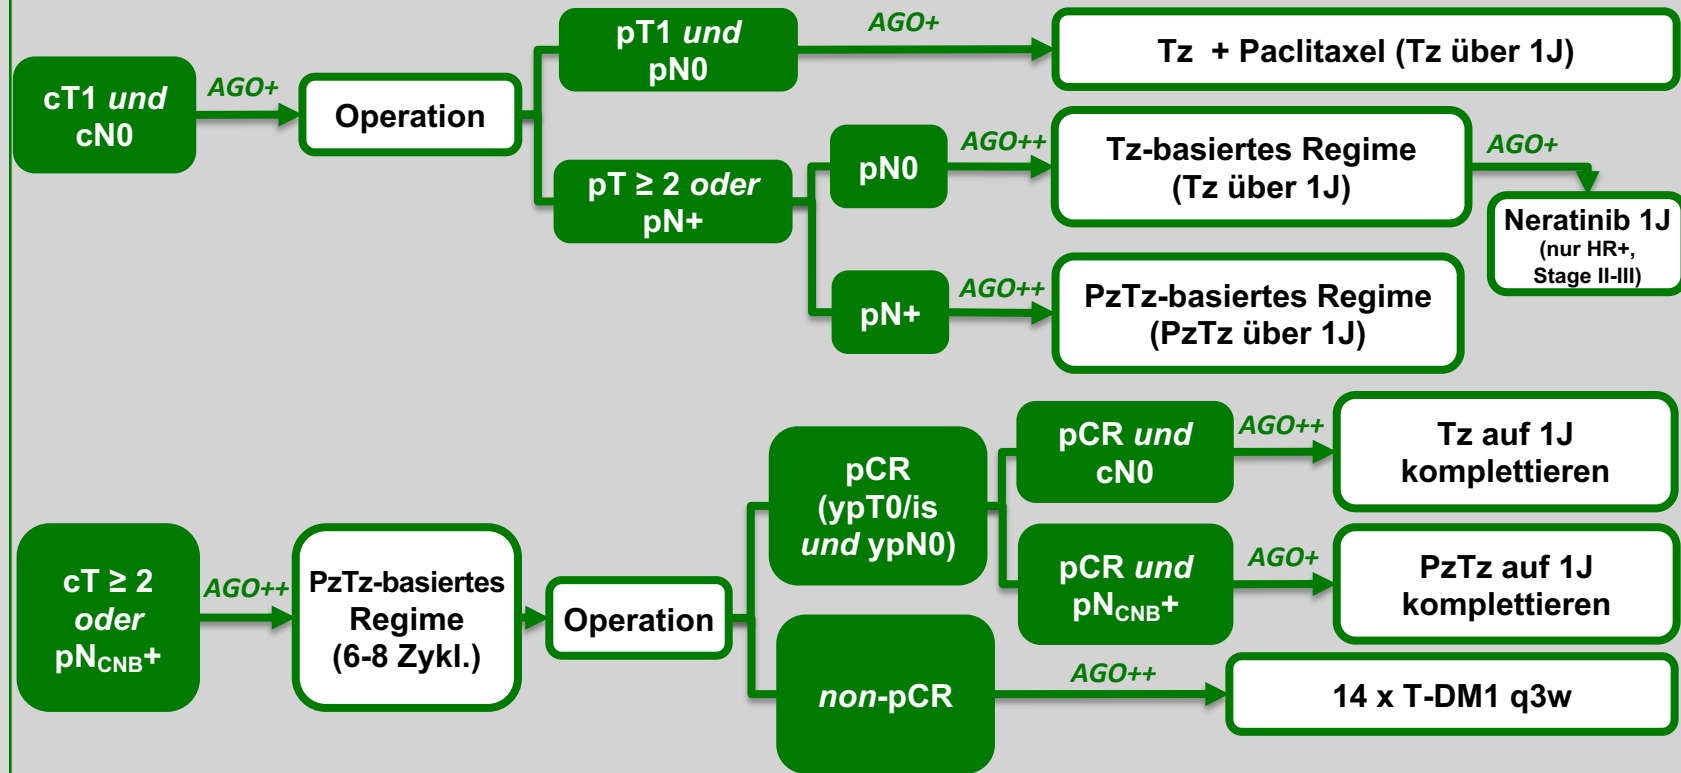 cT1 und
cN0
AGO+
Operation
pT1 und
pN0
AGO+
Tz + Paclitaxel (Tz über 1J)
pT ≥ 2 oder
pN+
pN0
AGO++
Tz-basiertes Regime
(Tz über 1J)
AGO+
Neratinib 1J
(nur HR+,
Stage II-III)
pN+
AGO++
PzTz-basiertes Regime
(PzTz über 1J)
cT ≥ 2
oder
pNCNB+
AGO++
PzTz-basiertes
Regime
(6-8 Zykl.)
Operation
pCR
(ypT0/is
und ypN0)
pCR und
cN0
AGO++
Tz auf 1J
komplettieren
pCR und
pNCNB+
AGO+
PzTz auf 1J
komplettieren
non-pCR
AGO++
14 x T-DM1 q3w